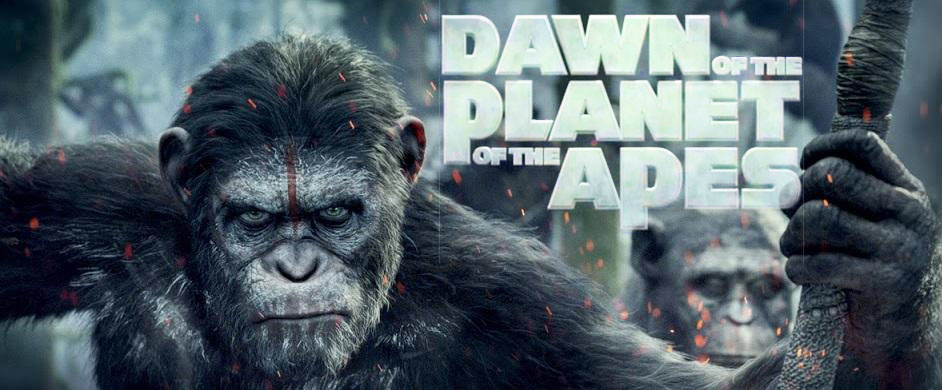 DAWN OF THE
PLANET
OF THE APES